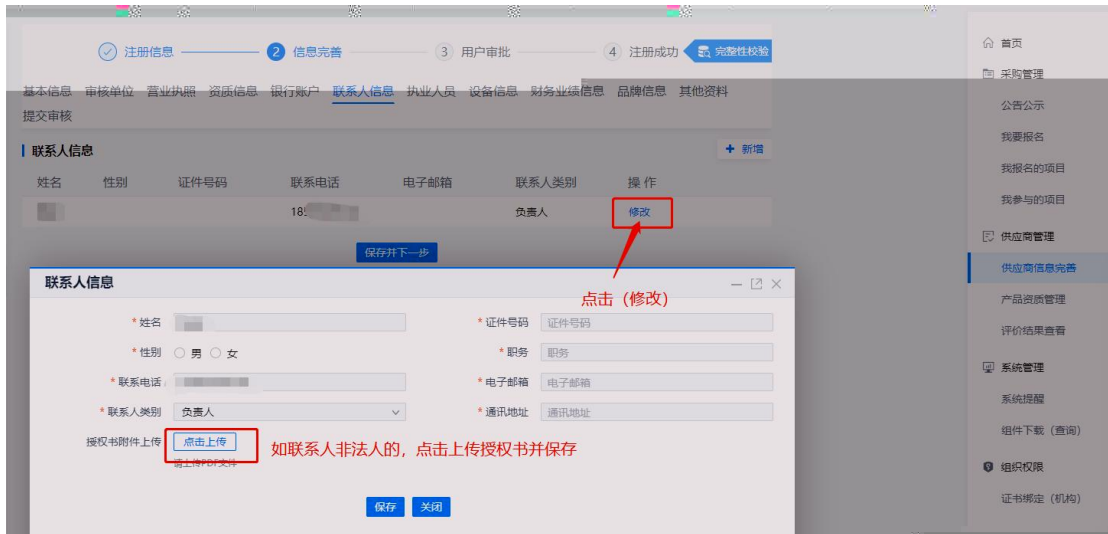 注册信息 2 信息完善 3 用户审批 4 注册成功 完整性校验
基本信息 审核单位 营业执照 资质信息 银行账户 联系人信息 执业人员 设备信息 财务业绩信息 品牌信息 其他资料
提交审核
联系人信息 + 新增
姓名 性别 证件号码 联系电话 电子邮箱 联系人类别 操作
负责人 修改
保存并下一步
联系人信息
点击（修改）
*姓名 *证件号码 证件号码
*性别 男 女 *职务 职务
*联系电话 *电子邮箱 电子邮箱
*联系人类别 负责人 *通讯地址 通讯地址
授权书附件上传 点击上传 如联系人非法人的，点击上传授权书并保存
请上传PDF文件
保存 关闭
首页
采购管理
公告公示
我要报名
我报名的项目
我参与的项目
供应商管理
供应商信息完善
产品资质管理
评价结果查看
系统管理
系统提醒
组件下载（查询）
组织权限
证书绑定（机构）